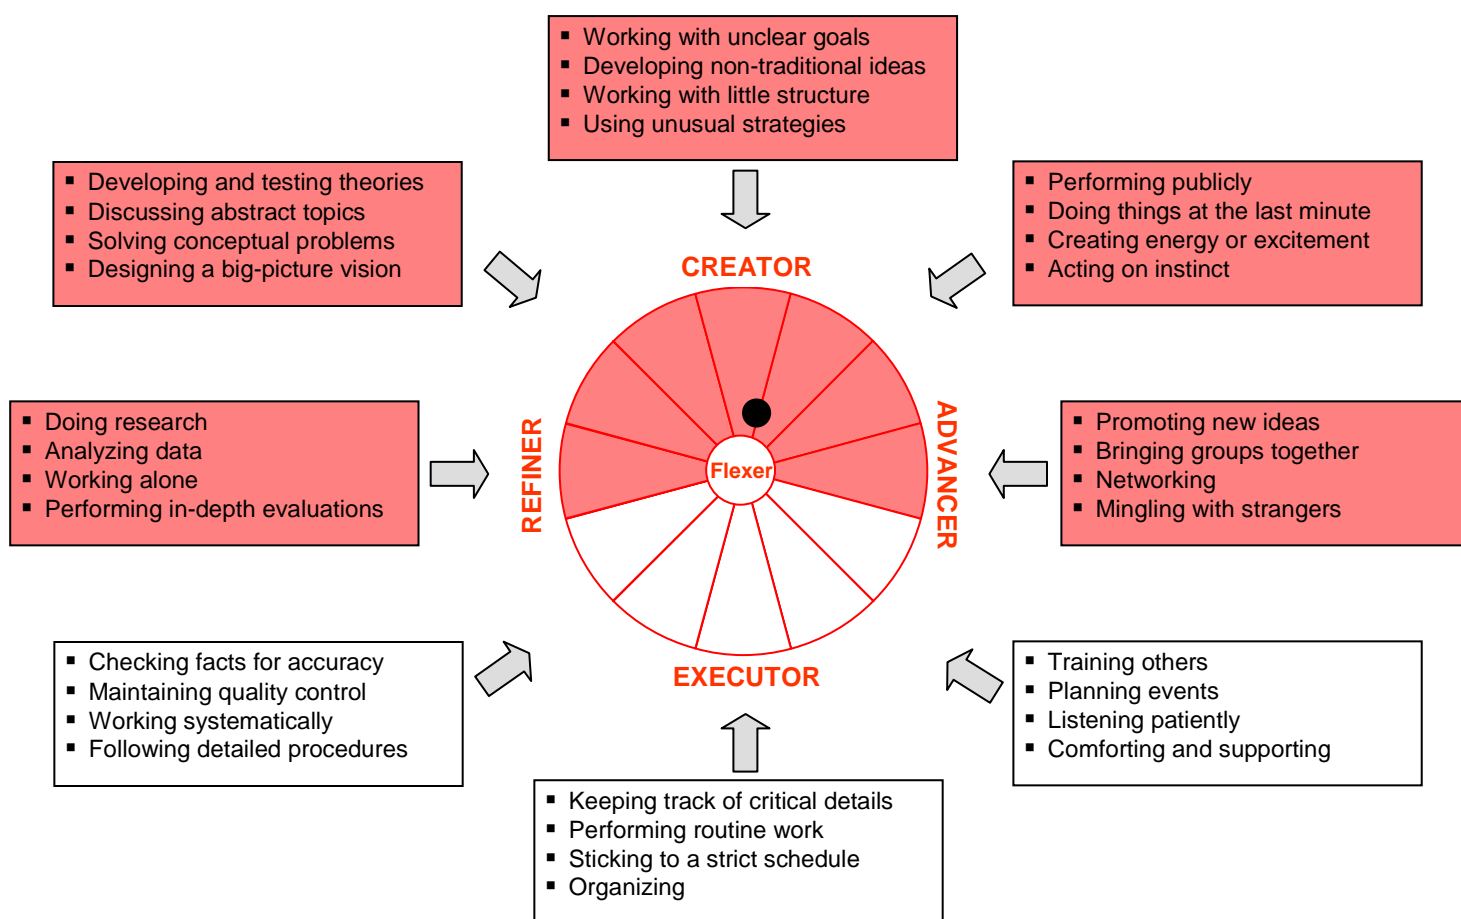 ▪ Working with unclear goals
▪ Developing non-traditional ideas
▪ Working with little structure
▪ Using unusual strategies
▪ Developing and testing theories
▪ Discussing abstract topics
▪ Solving conceptual problems
▪ Designing a big-picture vision
▪ Performing publicly
▪ Doing things at the last minute
▪ Creating energy or excitement
▪ Acting on instinct
CREATOR
▪ Doing research
▪ Analyzing data
▪ Working alone
▪ Performing in-depth evaluations
REFINER
Flexer
ADVANCER
▪ Promoting new ideas
▪ Bringing groups together
▪ Networking
▪ Mingling with strangers
▪ Checking facts for accuracy
▪ Maintaining quality control
▪ Working systematically
▪ Following detailed procedures
EXECUTOR
▪ Training others
▪ Planning events
▪ Listening patiently
▪ Comforting and supporting
▪ Keeping track of critical details
▪ Performing routine work
▪ Sticking to a strict schedule
▪ Organizing